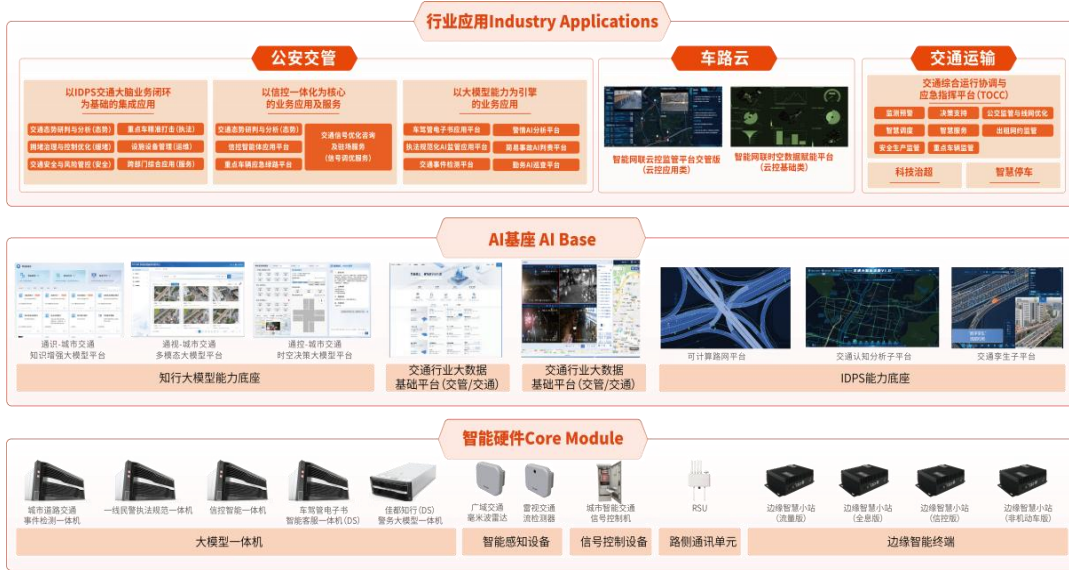 行业应用Industry Applications
公安交管
以IDPS交通大脑业务闭环
为基础的集成应用
交通态势研判与分析(态势)
重点车精准打击(执法)
拥堵治理与控制优化(缓堵)
设施设备管理(运维)
交通安全与风险管控(安全)
跨部门综合应用(服务)
以信控一体化为核心
的业务应用及服务
交通态势研判与分析(态势)
信控智能体应用平台
重点车辆应急绿路平台
交通信号优化咨询
及驻场服务
(信号调优服务)
以大模型能力为引擎
的业务应用
车驾管电子书应用平台
警情AI分析平台
执法规范化AI监管应用平台
简易事故AI判责平台
交通事件检测平台
勤务AI巡查平台
车路云
智能网联云控监管平台交管版
(云控应用类)
智能网联时空数据赋能平台
(云控基础类)
交通运输
交通综合运行协调与
应急指挥平台(TOCC)
监测预警
决策支持
公交监管与线网优化
智慧调度
智慧服务
出租网约监管
安全生产监管
重点车辆监管
科技治超
智慧停车
AI基座 AI Base
通识-城市交通
知识增强大模型平台
通视-城市交通
多模态大模型平台
通控-城市交通
时空决策大模型平台
知行大模型能力底座
交通行业大数据
基础平台(交管/交通)
交通行业大数据
基础平台(交管/交通)
可计算路网平台
交通认知分析子平台
交通孪生子平台
IDPS能力底座
智能硬件Core Module
城市道路交通
事件检测一体机
一线民警执法规范一体机
信控智能一体机
车驾管电子书
智能客服一体机(DS)
佳都知行(DS)
警务大模型一体机
大模型一体机
广域交通
毫米波雷达
雷视交通
流检测器
智能感知设备
城市智能交通
信号控制机
信号控制设备
RSU
路侧通讯单元
边缘智慧小站
(流量版)
边缘智慧小站
(全息版)
边缘智慧小站
(信控版)
边缘智慧小站
(非机动车版)
边缘智能终端